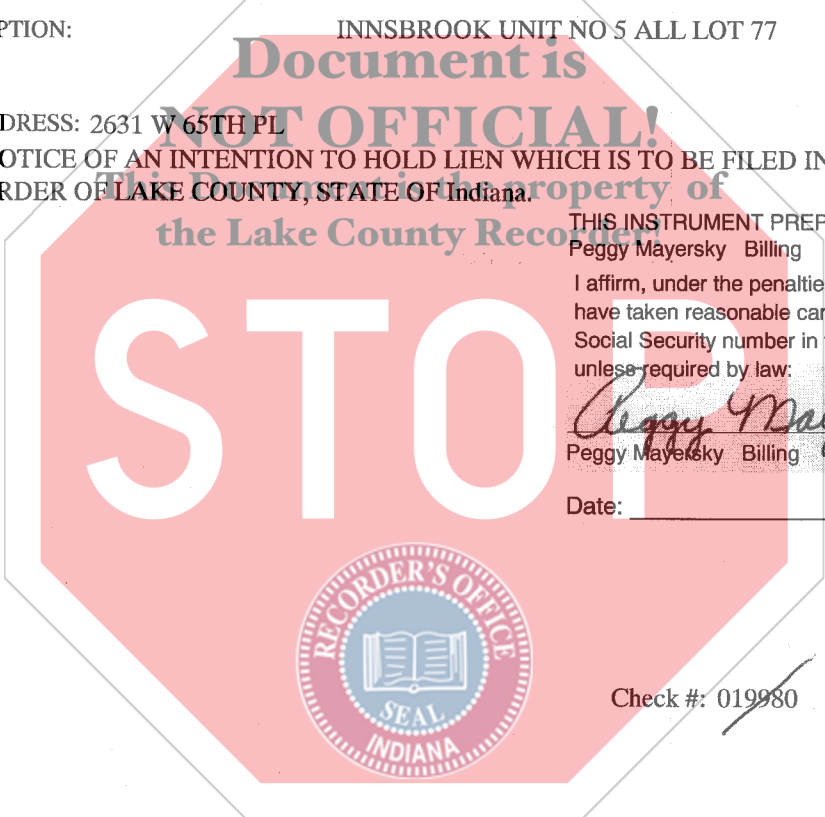 PTION: INNSBROOK UNIT NO 5 ALL LOT 77
Document is
DRESS: 2631 W 65TH PL
NOT OFFICIAL!
OTICE OF AN INTENTION TO HOLD LIEN WHICH IS TO BE FILED IN
RDER OF LAKE COUNTY, STATE OF Indiana.
This Document is the property of
the Lake County Recorder!
THIS INSTRUMENT PREP
Peggy Mayersky Billing
I affirm, under the penaltie
have taken reasonable car
Social Security number in
unless required by law:
STOP
Peggy May
Peggy Mayersky Billing
Date:
RECORDER'S OFFICE
SEAL
INDIANA
Check #: 019980